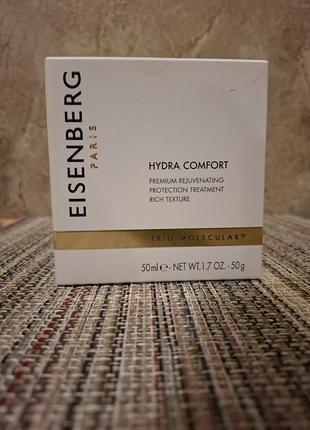 EISENBERG
PARIS
HYDRA COMFORT
PREMIUM REJUVENATING
PROTECTION TREATMENT
RICH TEXTURE
TRIO MOLECULAR®
50ml ℮ - NET WT. 1.7 OZ. - 50g